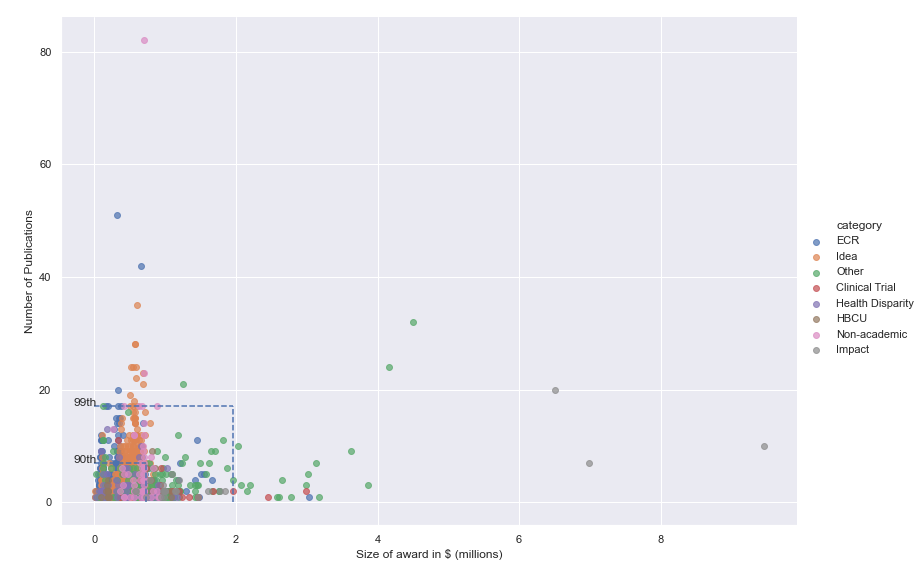 80
60
40
20
0
99th
90th
0
2
4
6
8
Number of Publications
Size of award in $ (millions)
category
ECR
Idea
Other
Clinical Trial
Health Disparity
HBCU
Non-academic
Impact